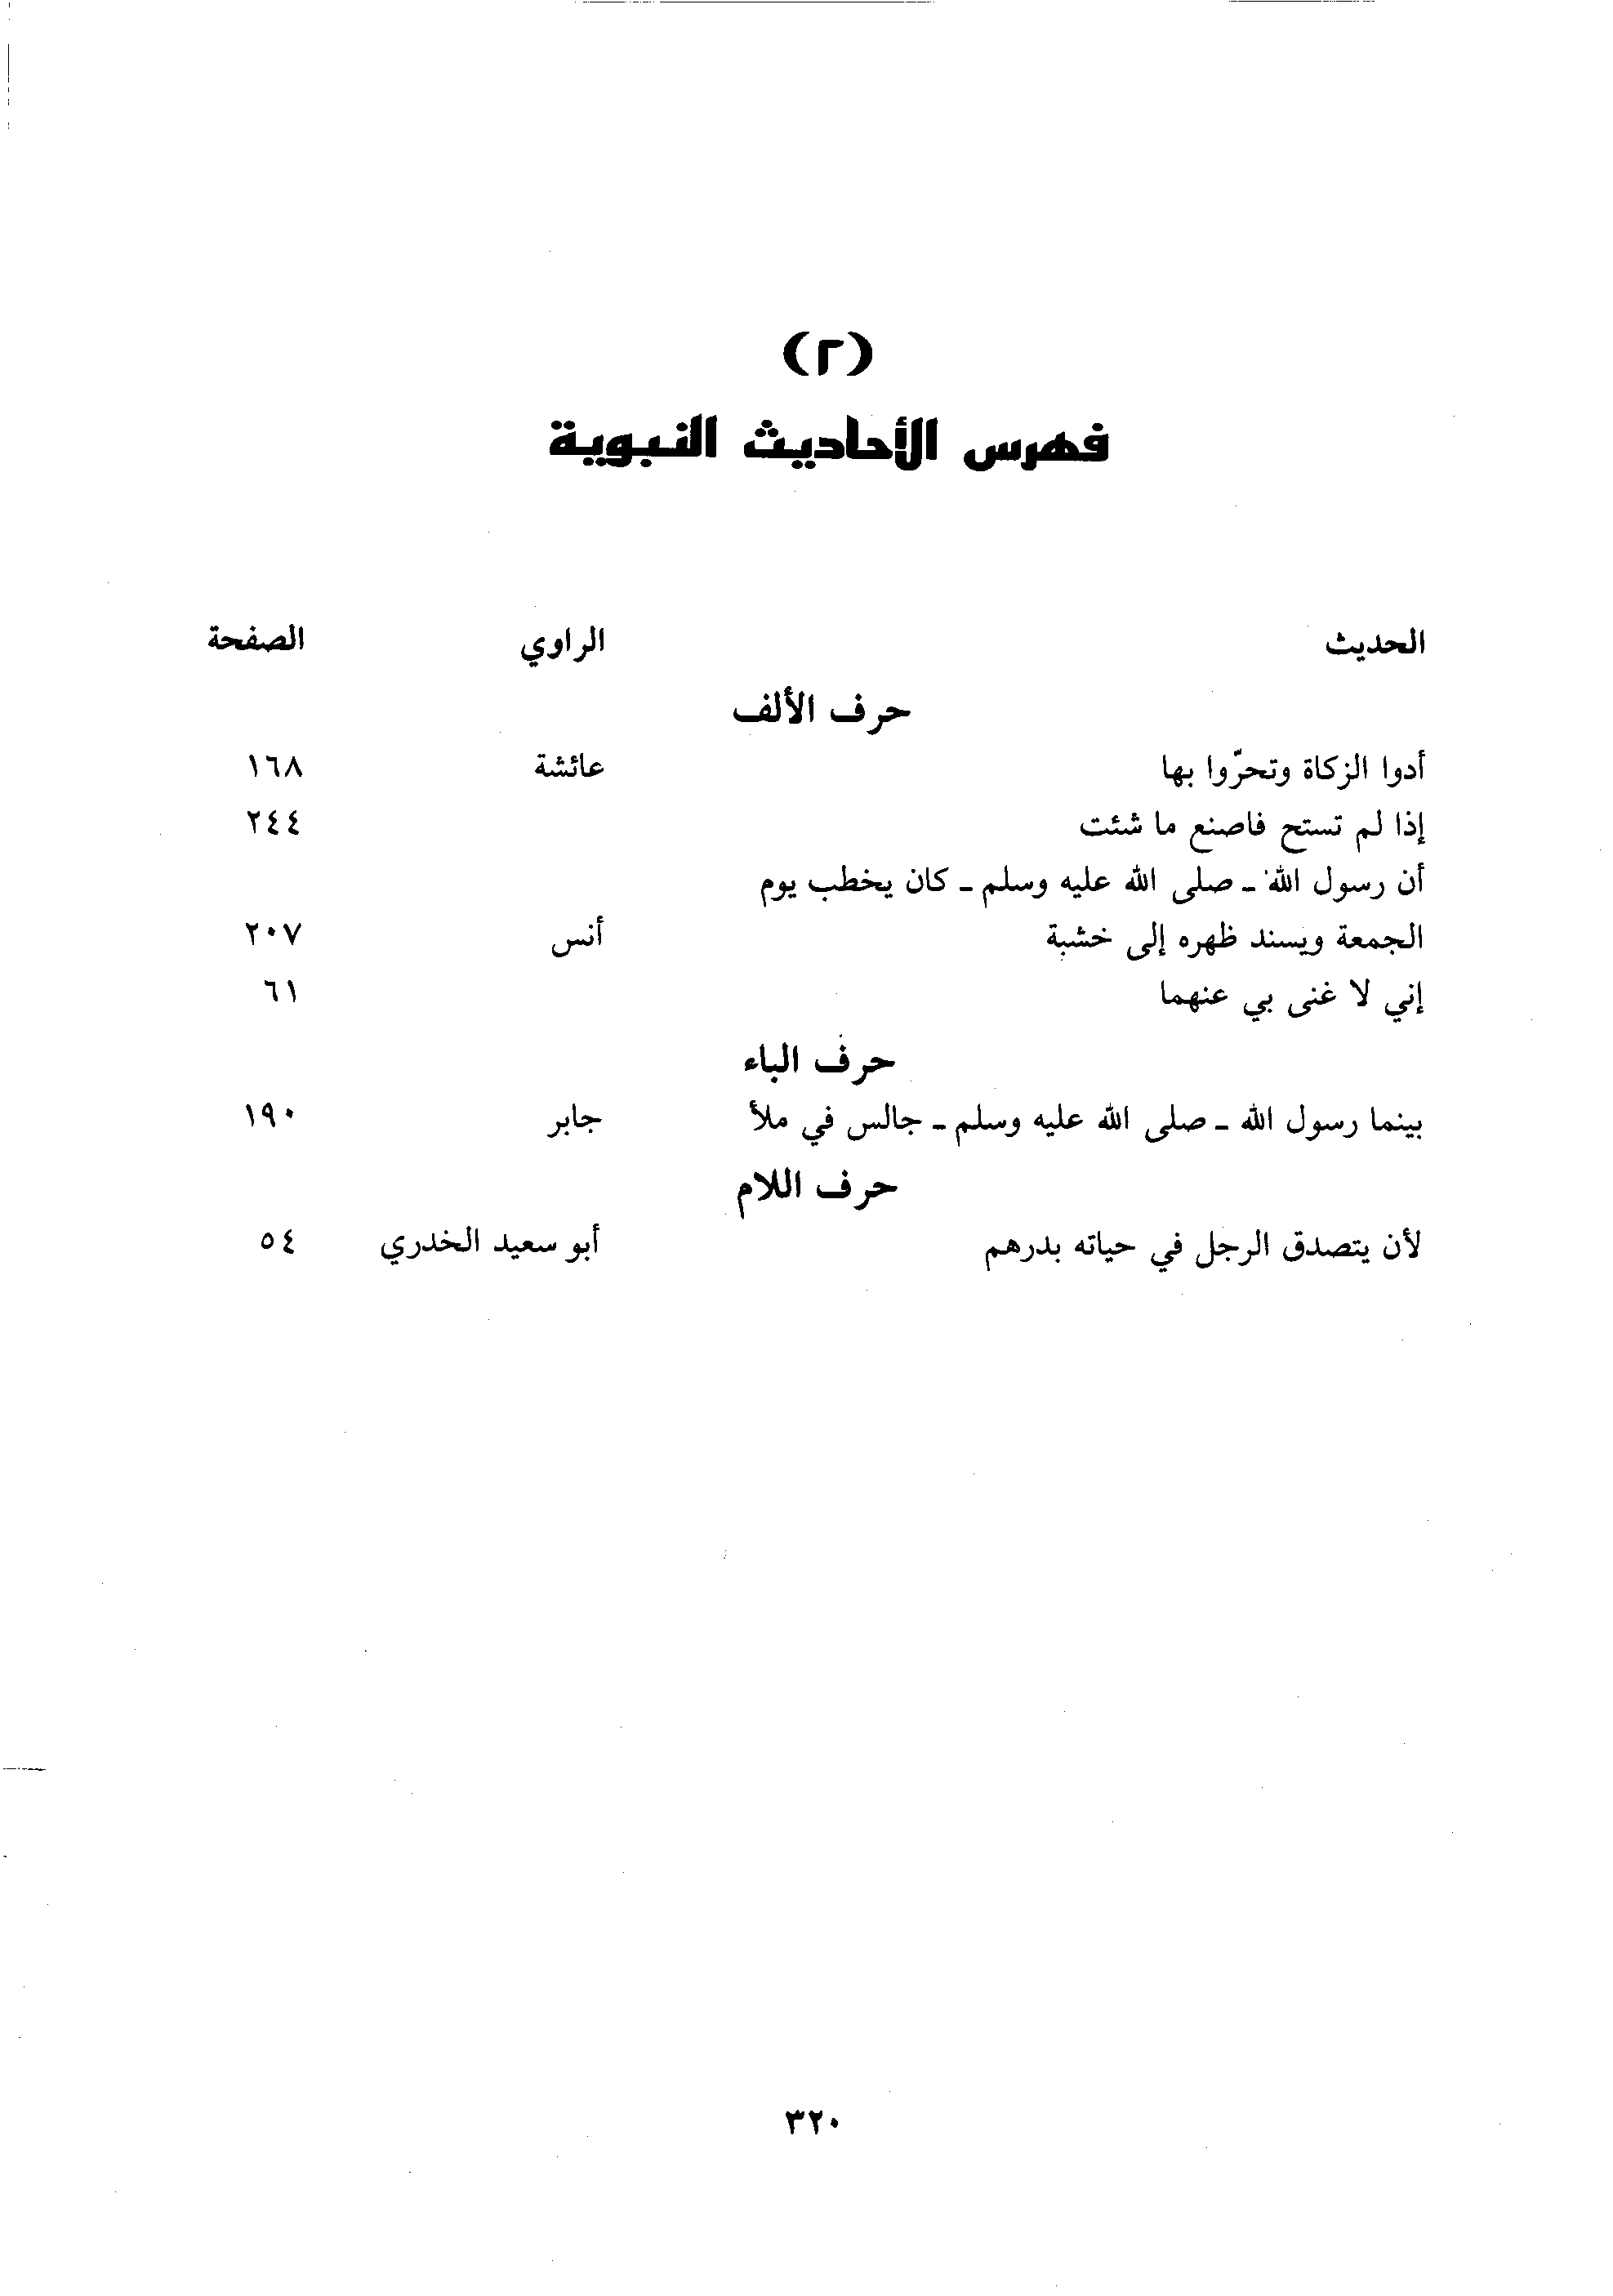 (٢)
فهرس الأحاديث النبوية
الحديث الراوي الصفحة
حرف الألف
أدوا الزكاة وتحرّوا بها عائشة ١٦٨
إذا لم تستح فاصنع ما شئت ٢٤٤
أن رسول الله ـ صلى الله عليه وسلم ـ كان يخطب يوم
الجمعة ويسند ظهره إلى خشبة أنس ٢٠٧
إني لا غنى بي عنهما ٦١
حرف الباء
بينما رسول الله ـ صلى الله عليه وسلم ـ جالس في ملأ جابر ١٩٠
حرف اللام
لأن يتصدق الرجل في حياته بدرهم أبو سعيد الخدري ٥٤
٣٢٠